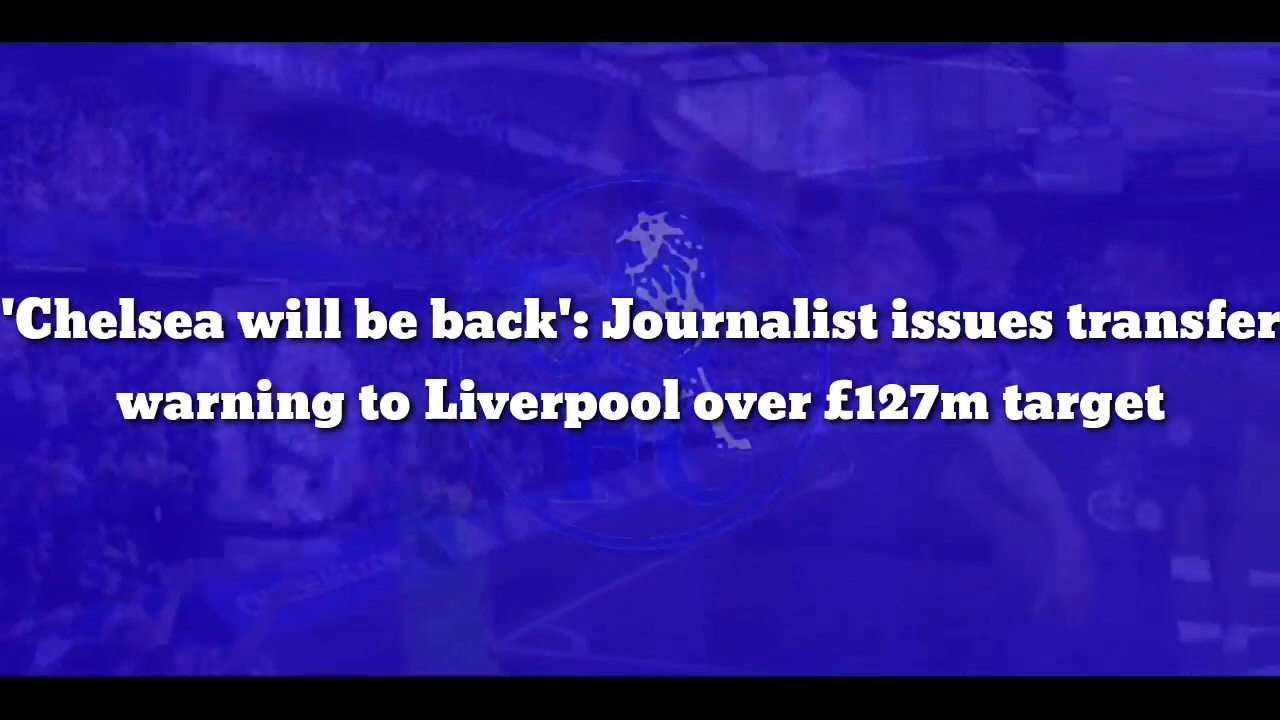 'Chelsea will be back': Journalist issues transfer
warning to Liverpool over £127m target